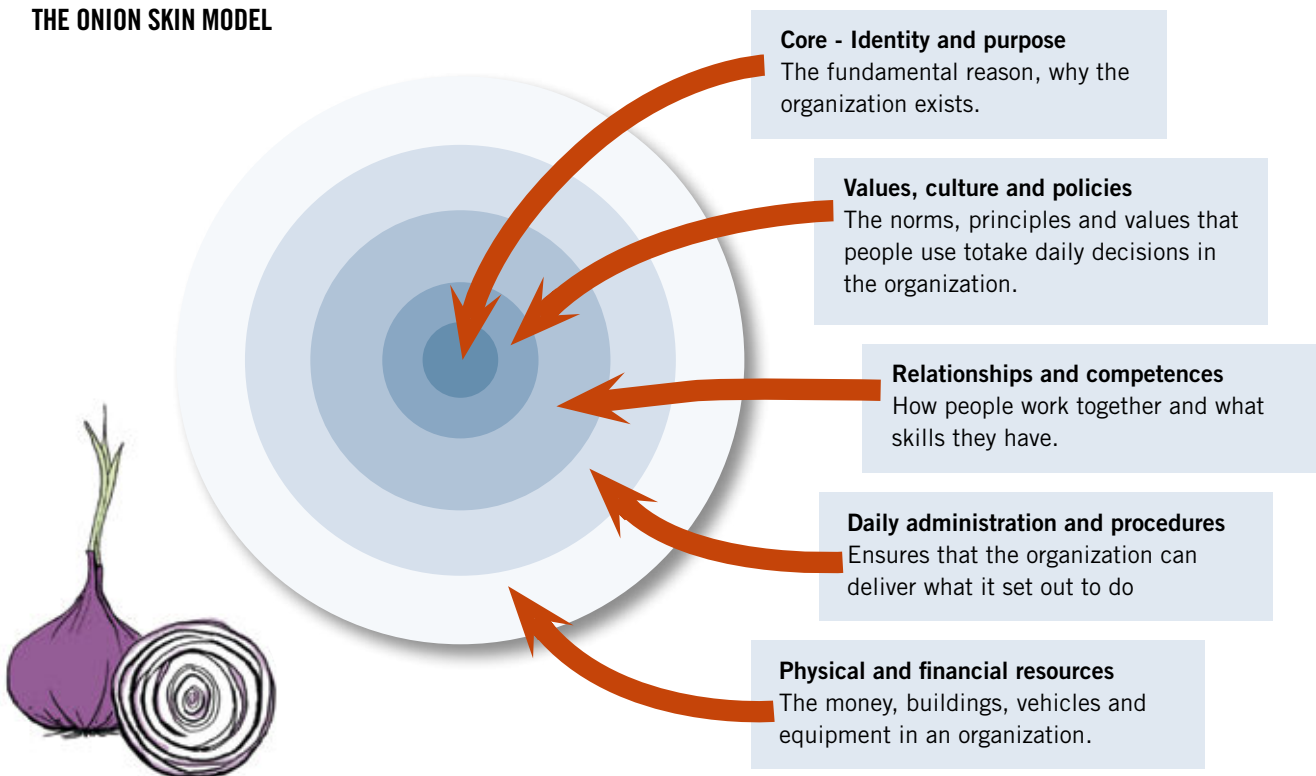 THE ONION SKIN MODEL
Core - Identity and purpose
The fundamental reason, why the
organization exists.
Values, culture and policies
The norms, principles and values that
people use totake daily decisions in
the organization.
Relationships and competences
How people work together and what
skills they have.
Daily administration and procedures
Ensures that the organization can
deliver what it set out to do
Physical and financial resources
The money, buildings, vehicles and
equipment in an organization.